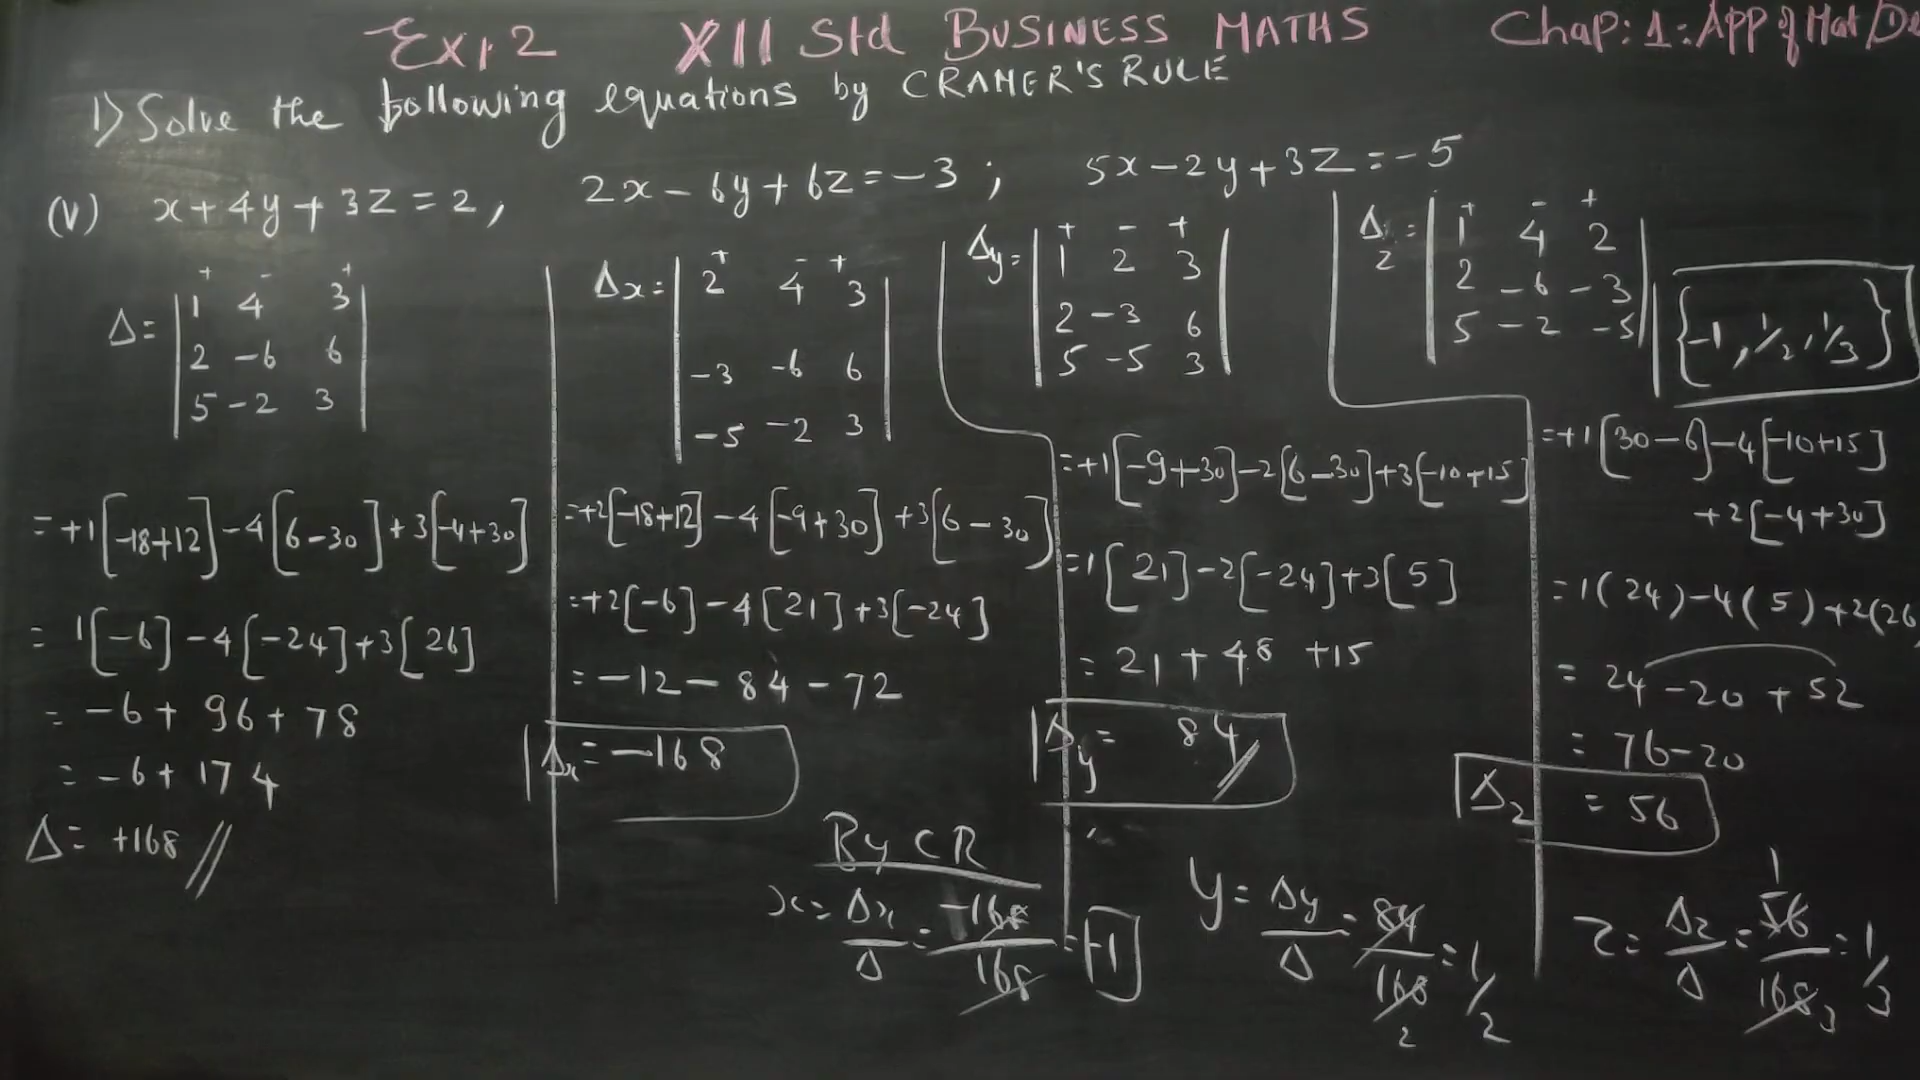 Ex 1.2 XII Std BUSINESS MATHS Chap: 1: App of Mat/De
1) Solve the following equations by CRAMER'S RULE
(V) x+4y+3z=2, 2x-6y+6z=-3; 5x-2y+3z=-5
+ - +
Δ= | 1 4 3 |
| 2 -6 6 |
| 5 -2 3 |
=+1[-18+12]-4[6-30]+3[-4+30]
= 1[-6]-4[-24]+3[26]
= -6+96+78
= -6+174
Δ= +168 //
+ - +
Δx= | 2 4 3 |
| -3 -6 6 |
| -5 -2 3 |
=+2[-18+12]-4[-9+30]+3[6-30]
=+2[-6]-4[21]+3[-24]
=-12-84-72
Δx=-168
+ - +
Δy= | 1 2 3 |
| 2 -3 6 |
| 5 -5 3 |
=+1[-9+30]-2[6-30]+3[-10+15]
=1[21]-2[-24]+3[5]
= 21+48+15
Δy= 84 //
+ - +
Δz= | 1 4 2 |
| 2 -6 -3 |
| 5 -2 -5 |
{-1, 1/2, 1/3}
=+1[30-6]-4[-10+15]
+2[-4+30]
=1(24)-4(5)+2(26)
= 24-20+52
= 76-20
Δz = 56
By CR
x= Δx/Δ = -168/168 = -1
y= Δy/Δ = 84/168 2 = 1/2
z= Δz/Δ = 1 56/168 3 = 1/3